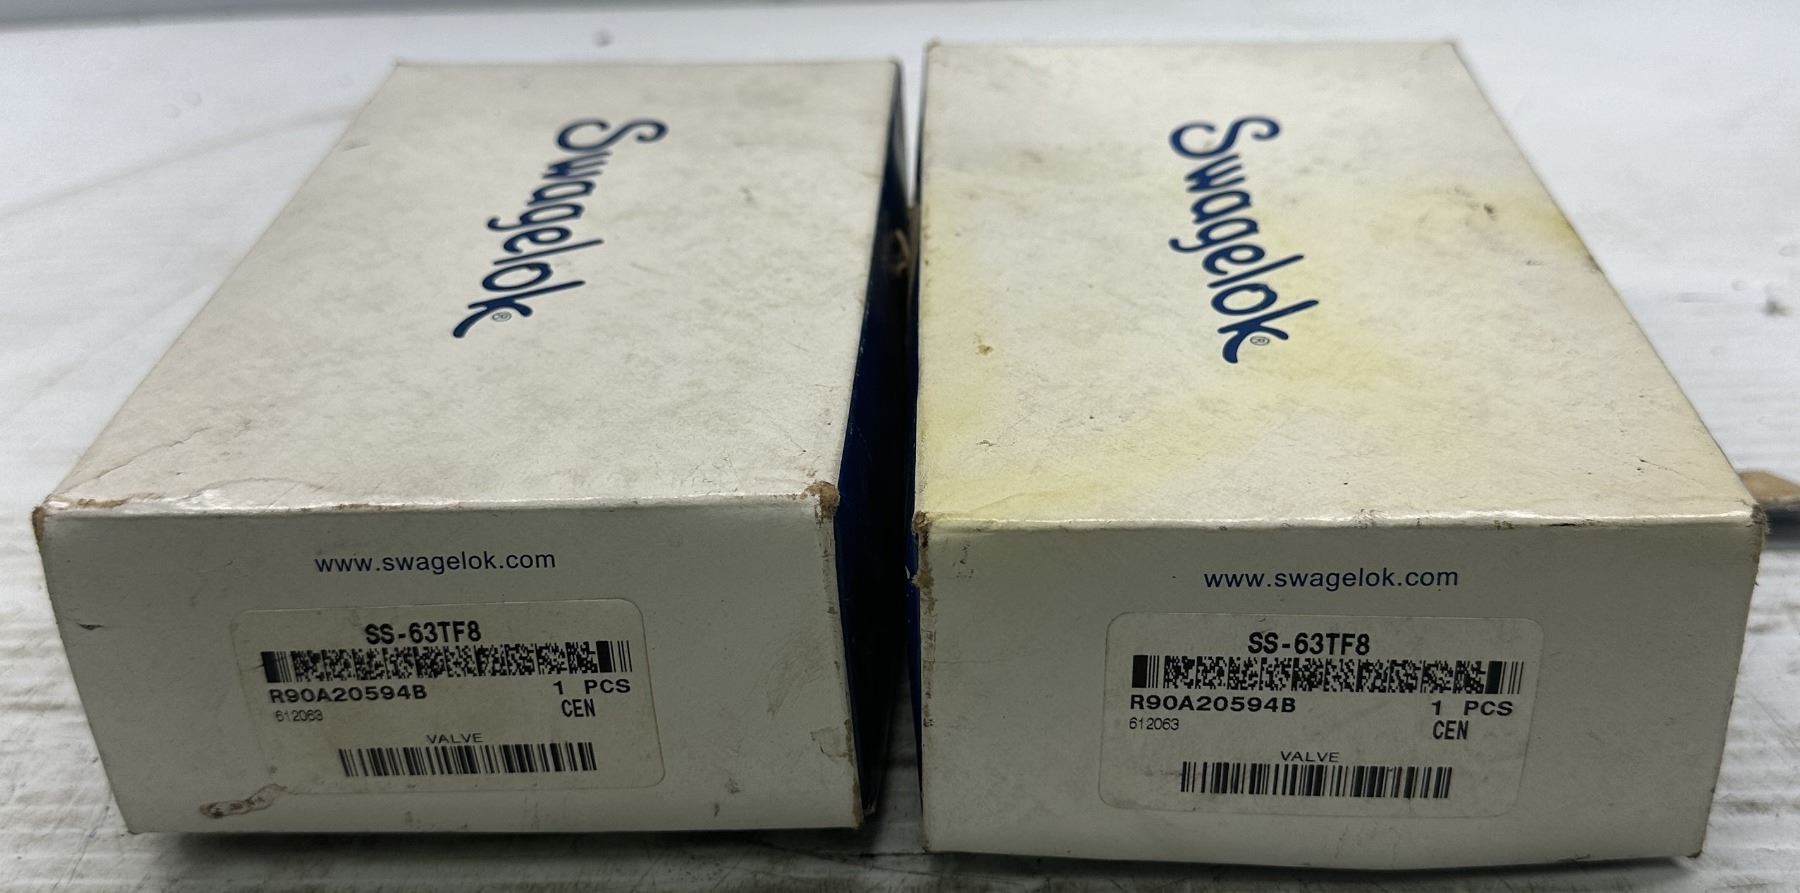 Swagelok®
www.swagelok.com
SS-63TF8
R90A20594B 1 PCS
612063 CEN
VALVE
Swagelok®
www.swagelok.com
SS-63TF8
R90A20594B 1 PCS
612063 CEN
VALVE